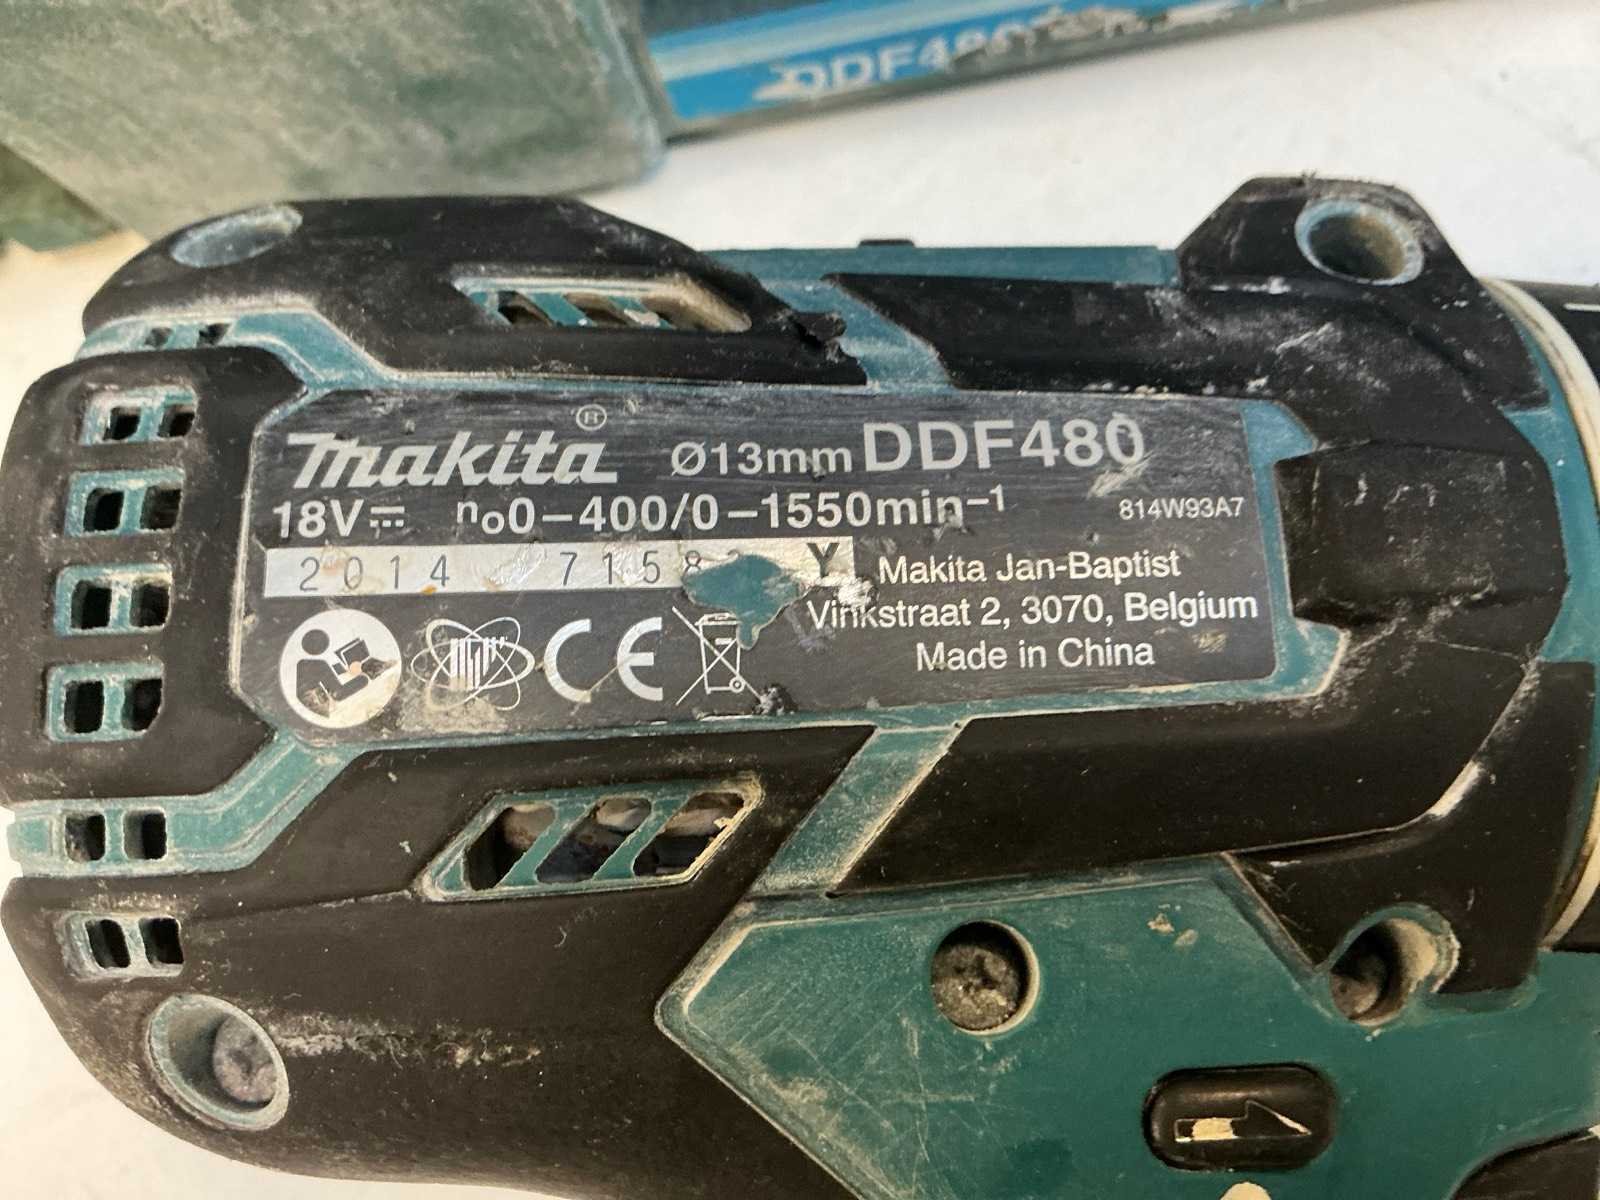 DDF480
makita® Ø13mm DDF480
18V n₀0-400/0-1550min⁻¹ 814W93A7
2014 Y
Makita Jan-Baptist
Vinkstraat 2, 3070, Belgium
Made in China
CE